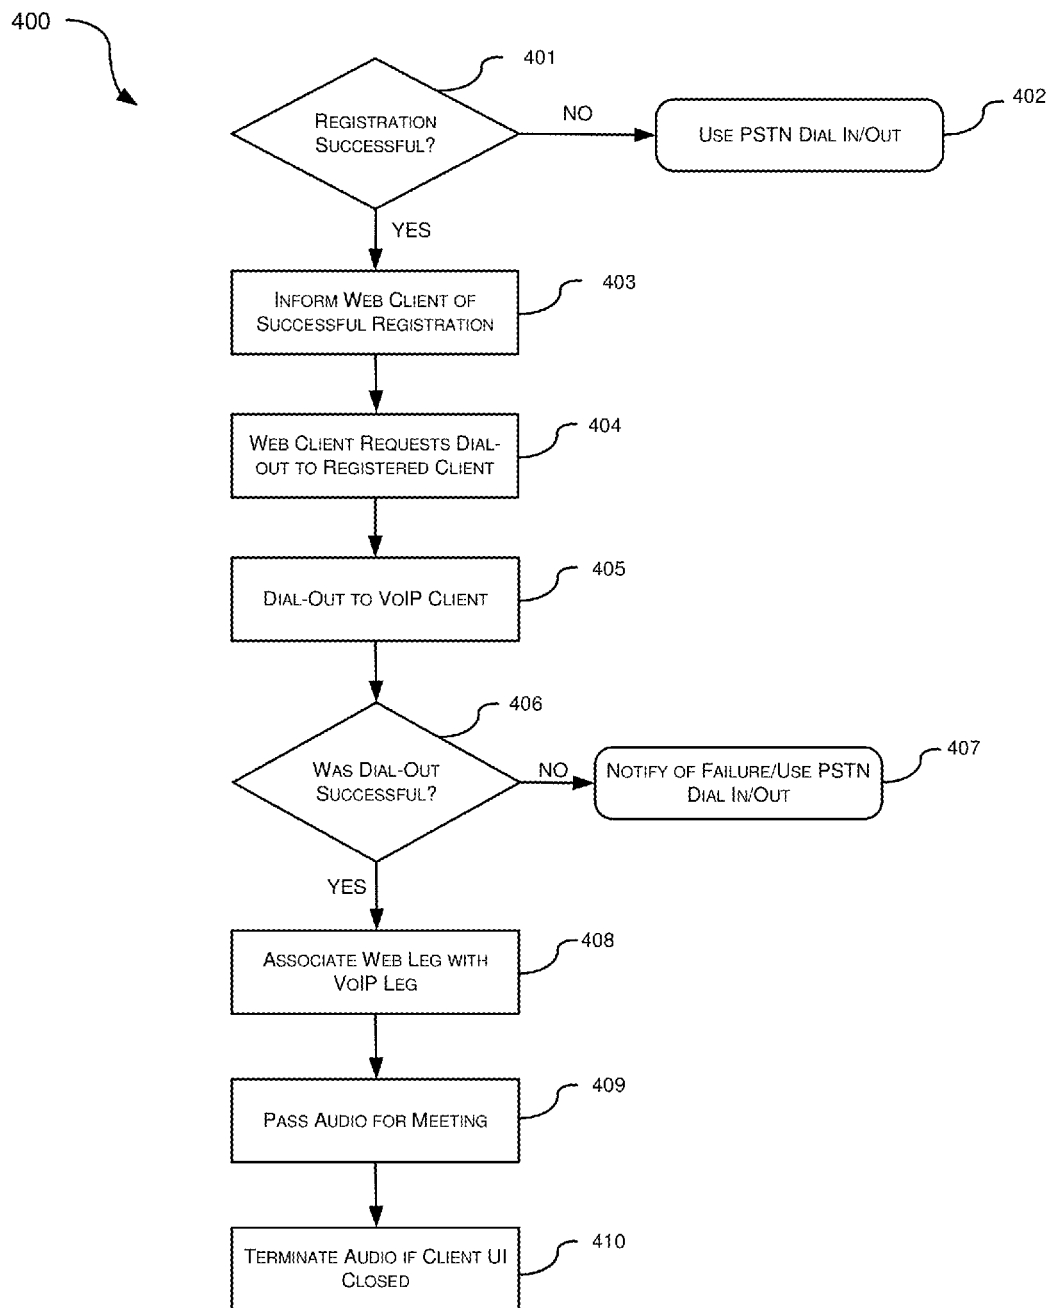 400
401
REGISTRATION
SUCCESSFUL?
NO
USE PSTN DIAL IN/OUT
402
YES
INFORM WEB CLIENT OF
SUCCESSFUL REGISTRATION
403
WEB CLIENT REQUESTS DIAL-
OUT TO REGISTERED CLIENT
404
DIAL-OUT TO VOIP CLIENT
405
406
WAS DIAL-OUT
SUCCESSFUL?
NO
NOTIFY OF FAILURE/USE PSTN
DIAL IN/OUT
407
YES
ASSOCIATE WEB LEG WITH
VOIP LEG
408
PASS AUDIO FOR MEETING
409
TERMINATE AUDIO IF CLIENT UI
CLOSED
410